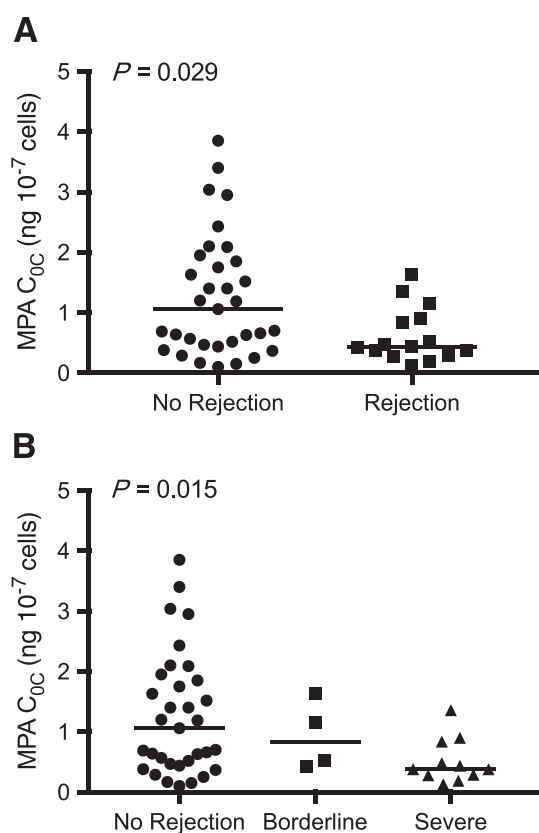 A
P = 0.029
MPA C0C (ng 10-7 cells)
5
4
3
2
1
0
No Rejection Rejection
B
P = 0.015
MPA C0C (ng 10-7 cells)
5
4
3
2
1
0
No Rejection Borderline Severe